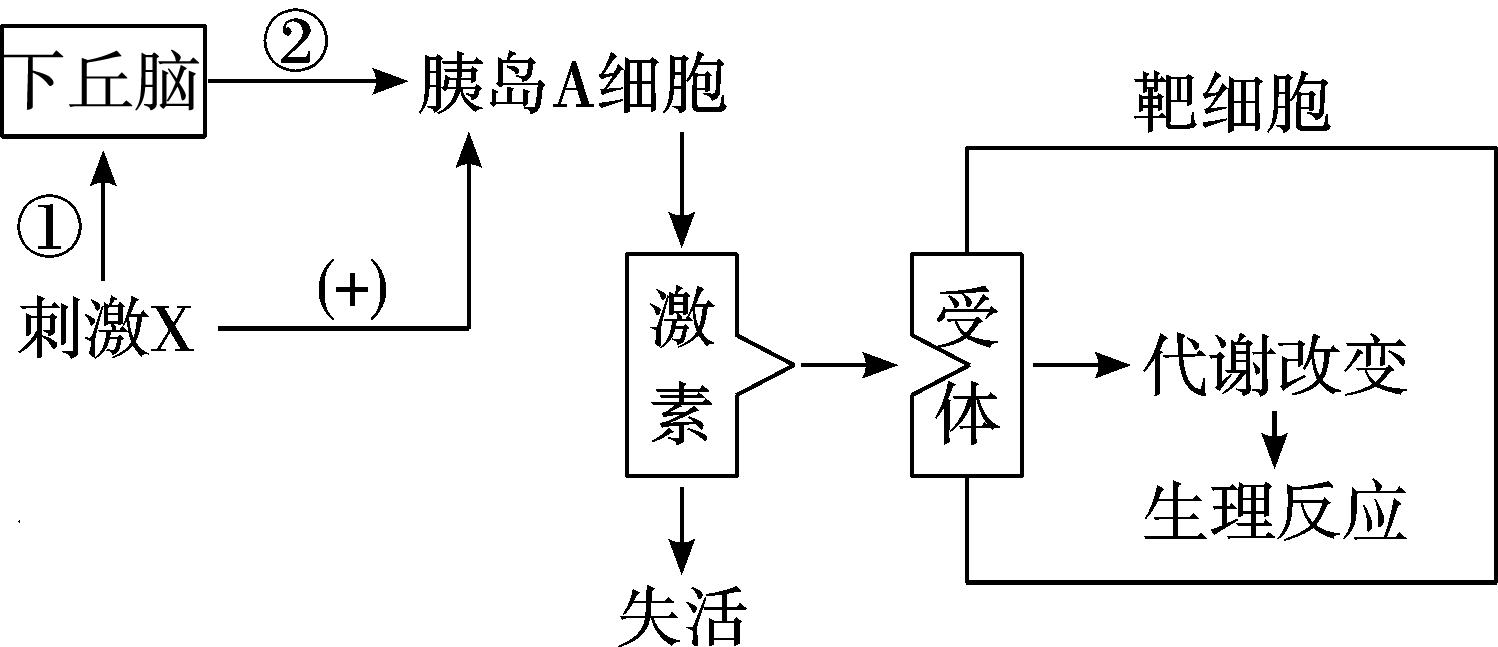 下丘脑
②
胰岛A细胞
靶细胞
①
(+)
刺激X
激素
受体
代谢改变
生理反应
失活